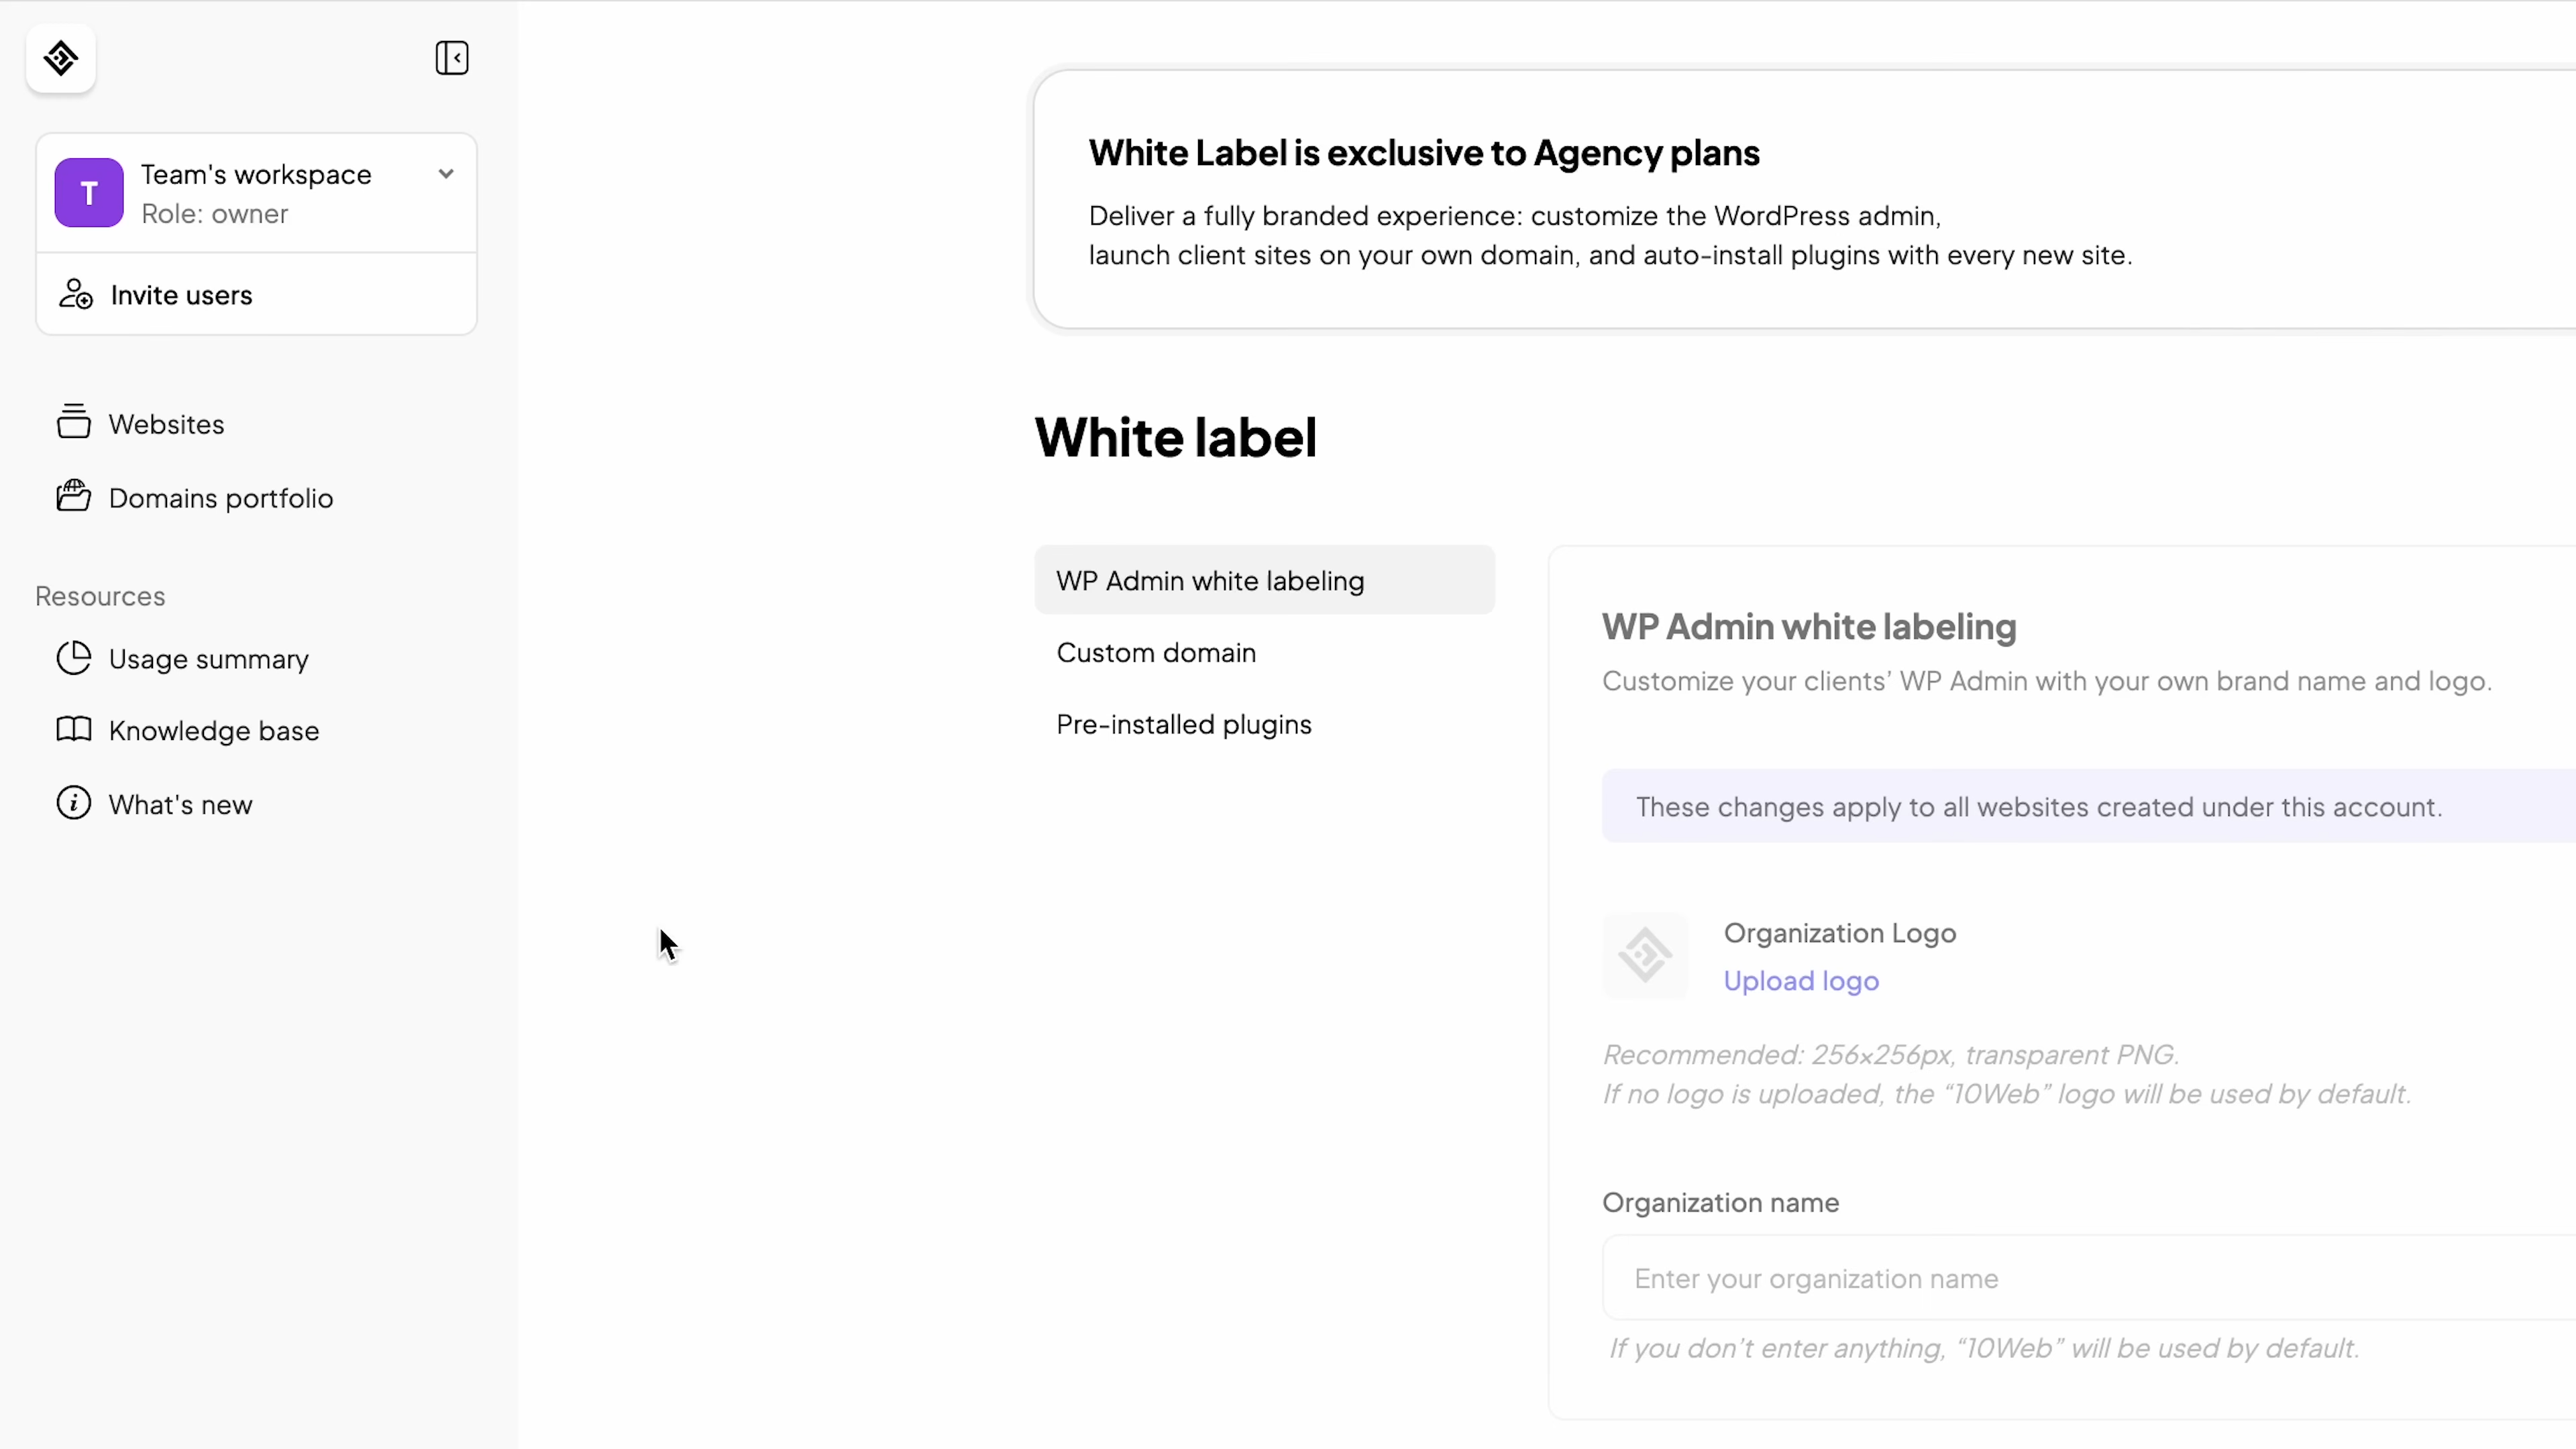 T
Team's workspace
Role: owner
Invite users
Websites
Domains portfolio
Resources
Usage summary
Knowledge base
What's new
White Label is exclusive to Agency plans
Deliver a fully branded experience: customize the WordPress admin,
launch client sites on your own domain, and auto-install plugins with every new site.
White label
WP Admin white labeling
Custom domain
Pre-installed plugins
WP Admin white labeling
Customize your clients’ WP Admin with your own brand name and logo.
These changes apply to all websites created under this account.
Organization Logo
Upload logo
Recommended: 256×256px, transparent PNG.
If no logo is uploaded, the “10Web” logo will be used by default.
Organization name
Enter your organization name
If you don’t enter anything, “10Web” will be used by default.